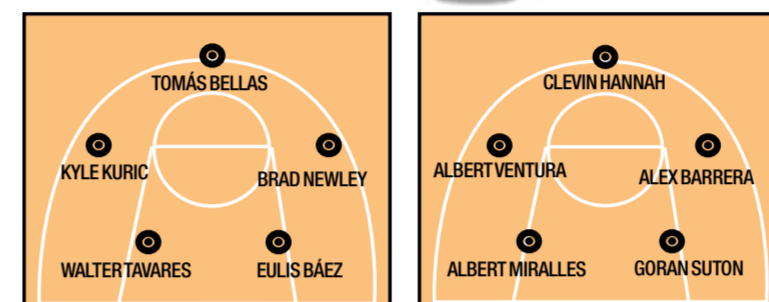 TOMÁS BELLAS
KYLE KURIC
BRAD NEWLEY
WALTER TAVARES
EULIS BÁEZ
CLEVIN HANNAH
ALBERT VENTURA
ALEX BARRERA
ALBERT MIRALLES
GORAN SUTON